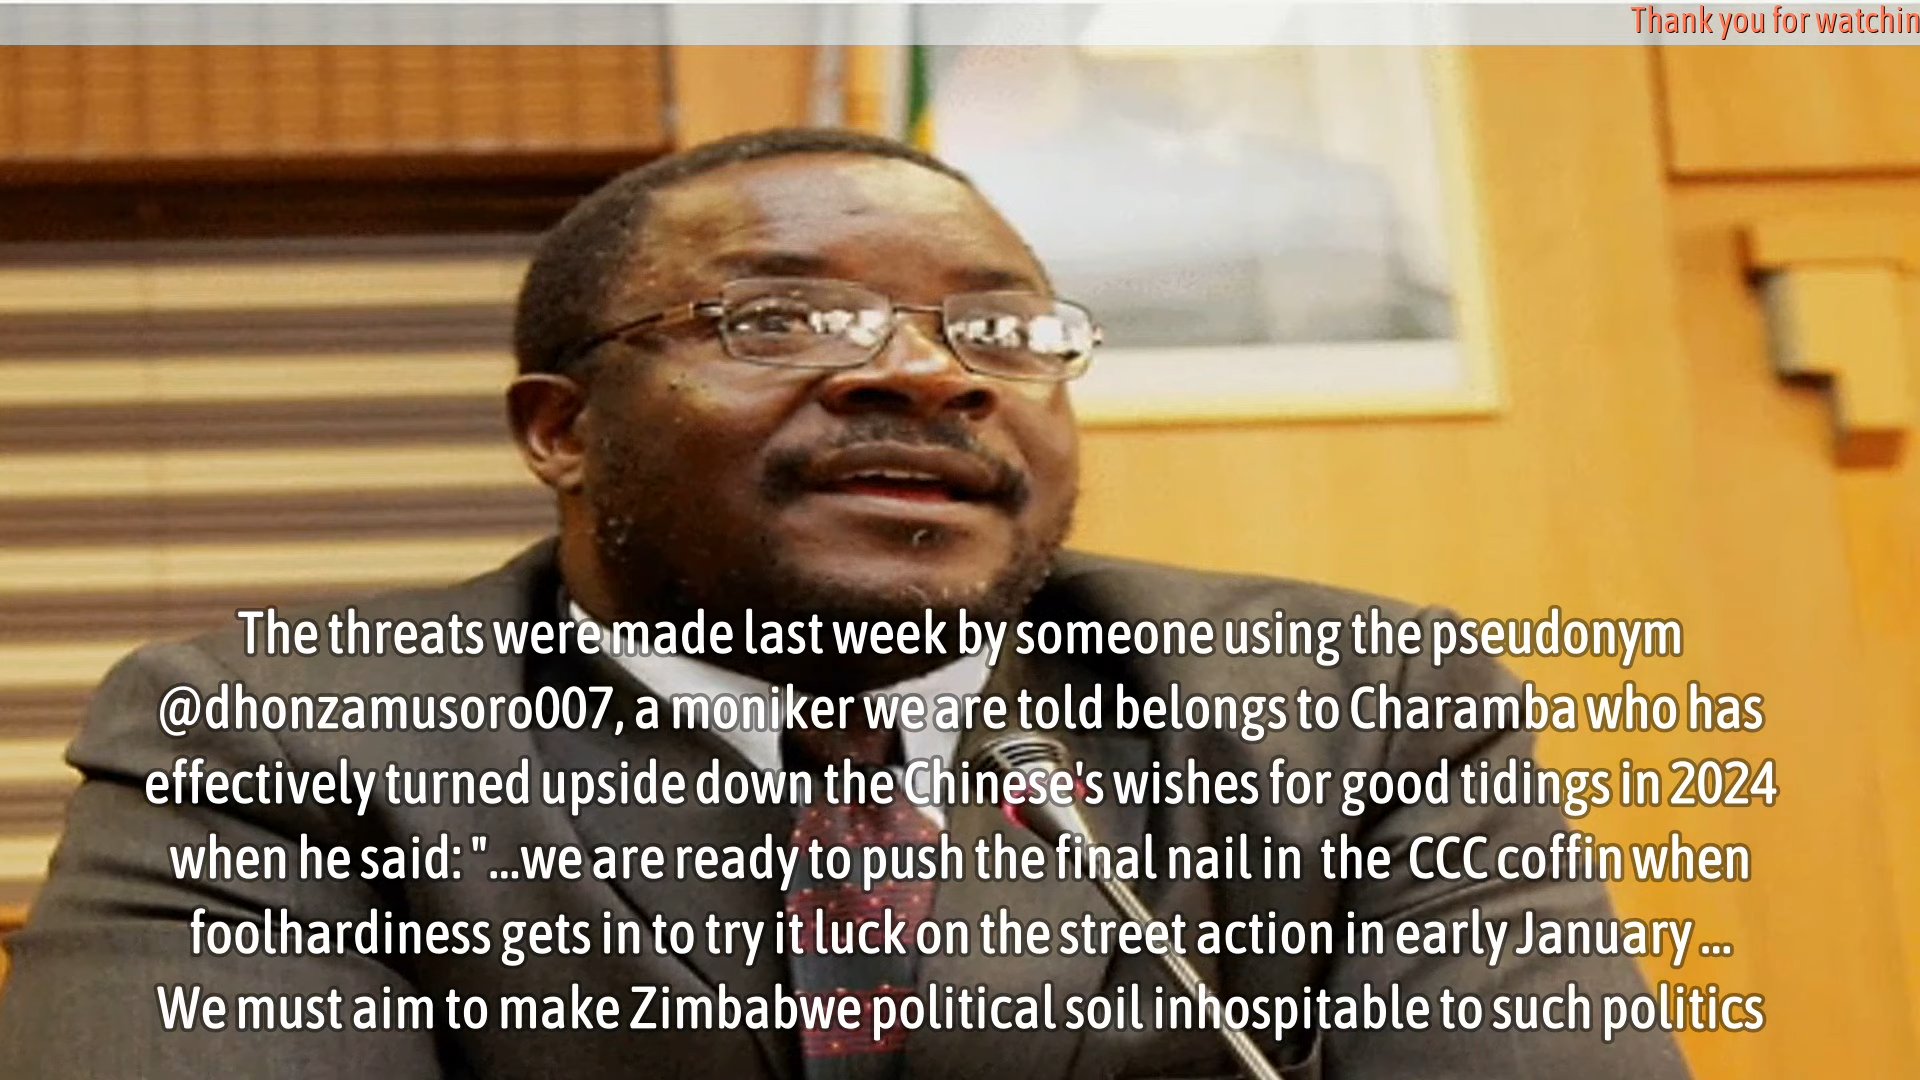 Thank you for watchin
The threats were made last week by someone using the pseudonym
@dhonzamusoro007, a moniker we are told belongs to Charamba who has
effectively turned upside down the Chinese's wishes for good tidings in 2024
when he said: "...we are ready to push the final nail in the CCC coffin when
foolhardiness gets in to try it luck on the street action in early January ...
We must aim to make Zimbabwe political soil inhospitable to such politics